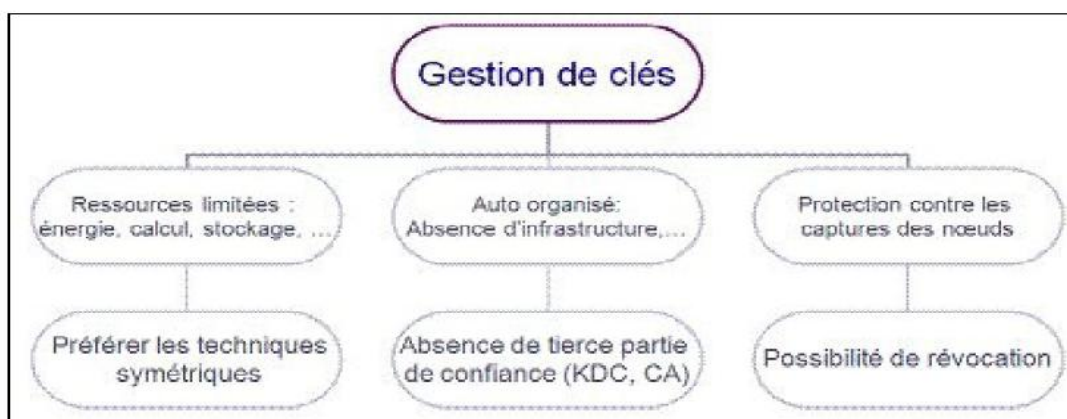 Gestion de clés
Ressources limitées :
énergie, calcul, stockage, ...
Auto organisé:
Absence d'infrastructure,...
Protection contre les
captures des nœuds
Préférer les techniques
symétriques
Absence de tierce partie
de confiance (KDC, CA)
Possibilité de révocation